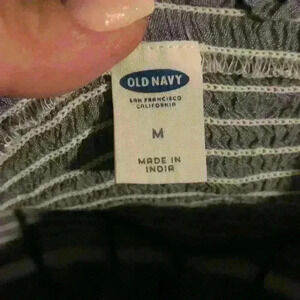 OLD NAVY
SAN FRANCISCO
CALIFORNIA
M
MADE IN
INDIA